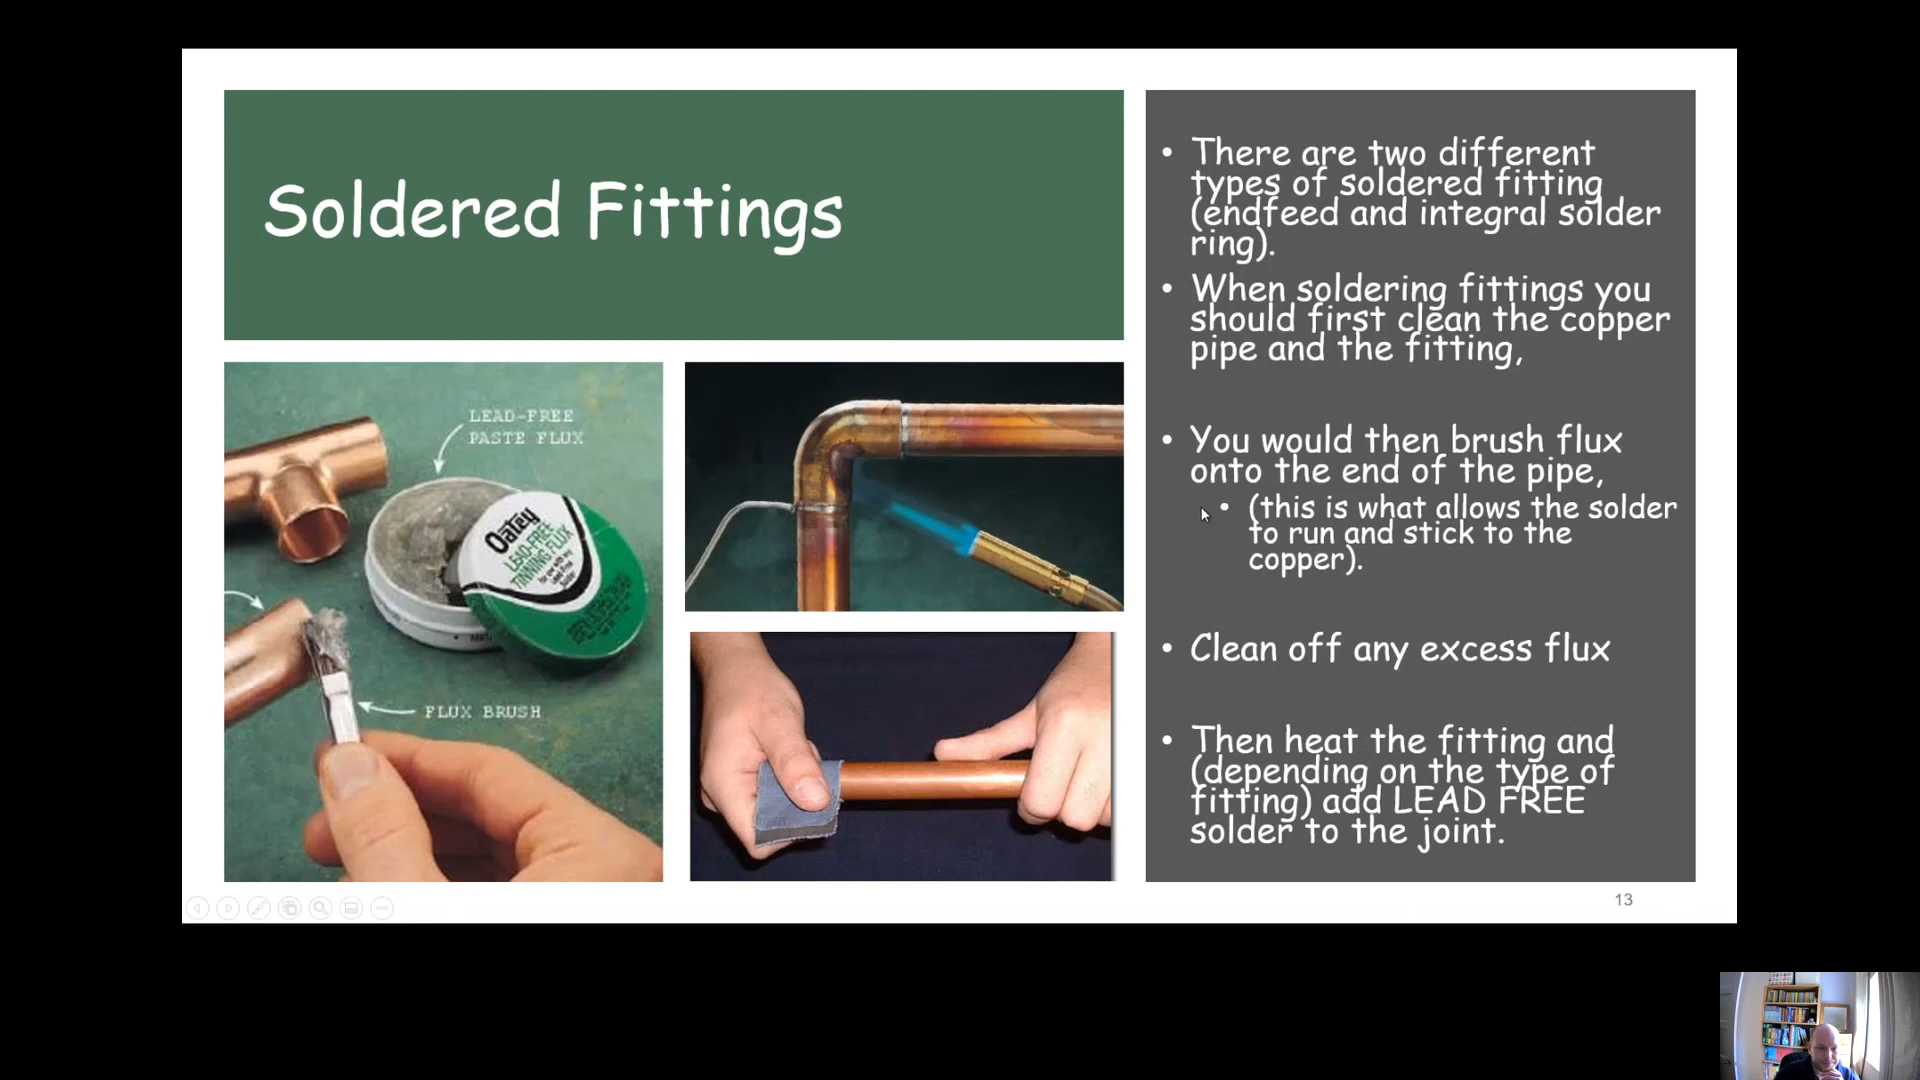 Soldered Fittings
• There are two different
types of soldered fitting
(endfeed and integral solder
ring).
• When soldering fittings you
should first clean the copper
pipe and the fitting,
• You would then brush flux
onto the end of the pipe,
• (this is what allows the solder
to run and stick to the
copper).
• Clean off any excess flux
• Then heat the fitting and
(depending on the type of
fitting) add LEAD FREE
solder to the joint.
LEAD-FREE
PASTE FLUX
Oatey
LEAD-FREE
TINNING FLUX
FLUX BRUSH
13